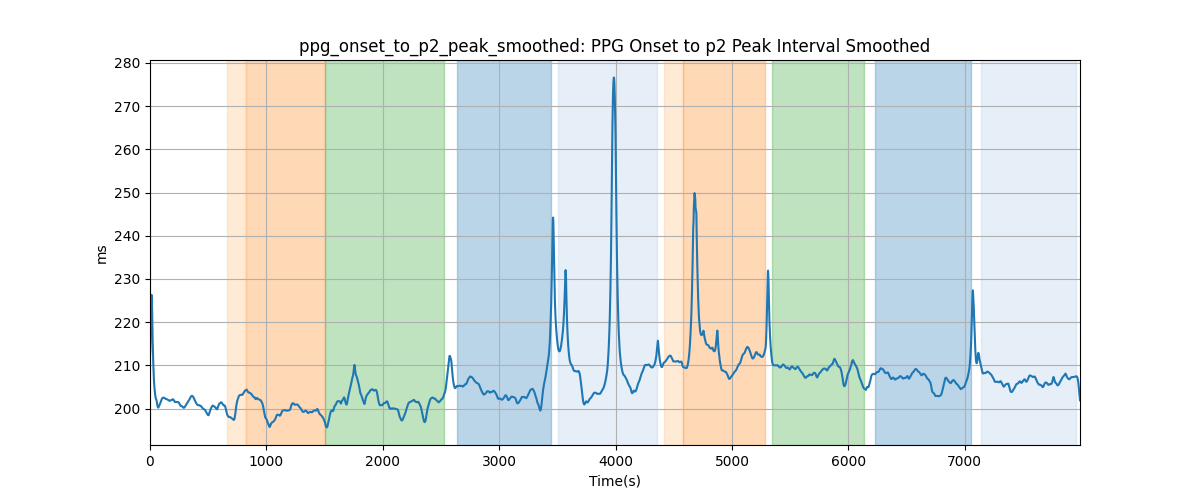 ppg_onset_to_p2_peak_smoothed: PPG Onset to p2 Peak Interval Smoothed
280
270
260
250
240
230
220
210
200
ms
0 1000 2000 3000 4000 5000 6000 7000
Time(s)